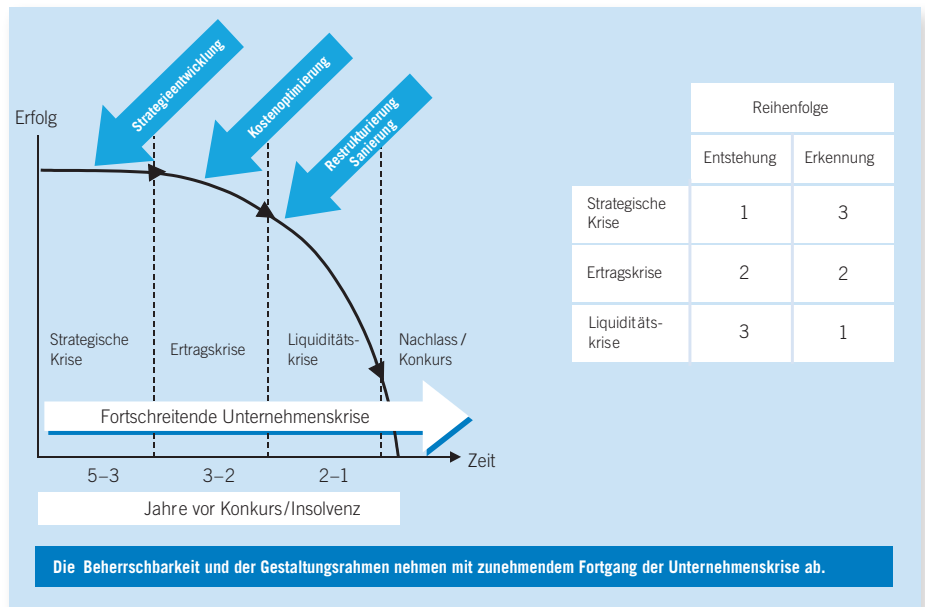 Strategieentwicklung
Kostenoptimierung
Restrukturierung
Sanierung
Erfolg
Strategische
Krise
Ertragskrise
Liquiditäts-
krise
Nachlass /
Konkurs
Fortschreitende Unternehmenskrise
Zeit
5–3
3–2
2–1
Jahre vor Konkurs/Insolvenz
Reihenfolge
Entstehung Erkennung
Strategische
Krise
1 3
Ertragskrise 2 2
Liquiditäts-
krise
3 1
Die Beherrschbarkeit und der Gestaltungsrahmen nehmen mit zunehmendem Fortgang der Unternehmenskrise ab.